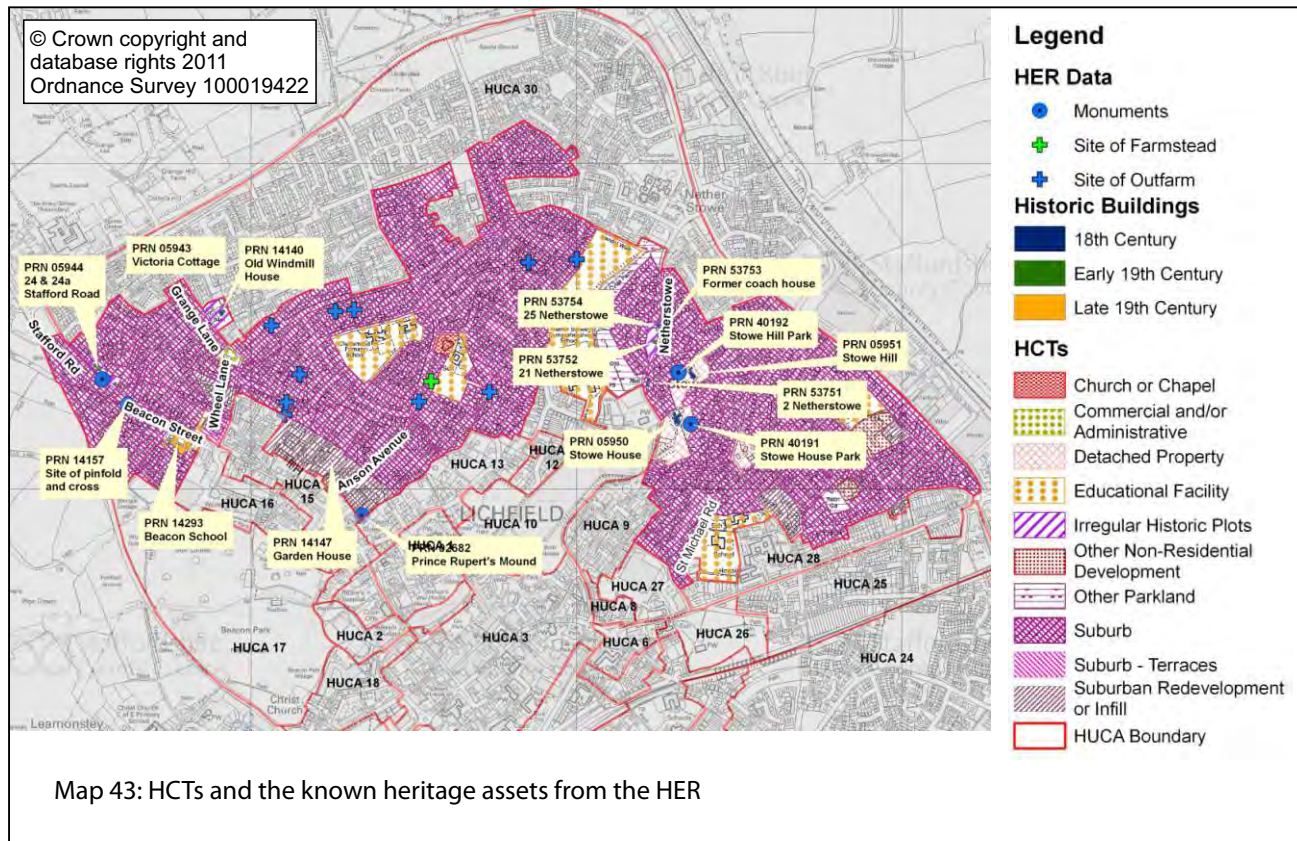 © Crown copyright and
database rights 2011
Ordnance Survey 100019422
HUCA 30
Nether
Stowe
PRN 05943
Victoria Cottage
PRN 14140
Old Windmill
House
PRN 05944
24 & 24a
Stafford Road
PRN 53753
Former coach house
PRN 53754
25 Netherstowe
PRN 40192
Stowe Hill Park
PRN 05951
Stowe Hill
PRN 53752
21 Netherstowe
PRN 53751
2 Netherstowe
Stafford Rd
Grange Lane
Wheel Lane
Netherstowe
Beacon Street
Anson Avenue
St Michael Rd
PRN 14157
Site of pinfold
and cross
PRN 14293
Beacon School
PRN 05950
Stowe House
PRN 40191
Stowe House Park
PRN 14147
Garden House
Prince Rupert's Mound
HUCA 16
HUCA
15
HUCA 13
HUCA
12
LICHFIELD
HUCA 10
HUCA 9
HUCA 28
HUCA 25
HUCA 27
HUCA 8
HUCA 6
HUCA 26
HUCA 24
HUCA 2
HUCA 3
Beacon Park
HUCA 17
HUCA 18
Christ
Church
Leamonsley
Legend
HER Data
Monuments
Site of Farmstead
Site of Outfarm
Historic Buildings
18th Century
Early 19th Century
Late 19th Century
HCTs
Church or Chapel
Commercial and/or
Administrative
Detached Property
Educational Facility
Irregular Historic Plots
Other Non-Residential
Development
Other Parkland
Suburb
Suburb - Terraces
Suburban Redevelopment
or Infill
HUCA Boundary
Map 43: HCTs and the known heritage assets from the HER